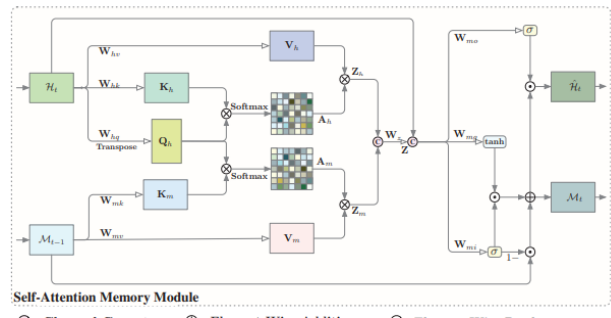 W_hv
V_h
Z_h
H_t
W_hk
K_h
Softmax
A_h
W_hq
Transpose
Q_h
A_m
Softmax
W_mk
K_m
Z_m
M_{t−1}
W_mv
V_m
C
W_z
C
Z
W_mo
σ
Ĥ_t
W_mg
tanh
M_t
W_mi
σ
1−
Self-Attention Memory Module